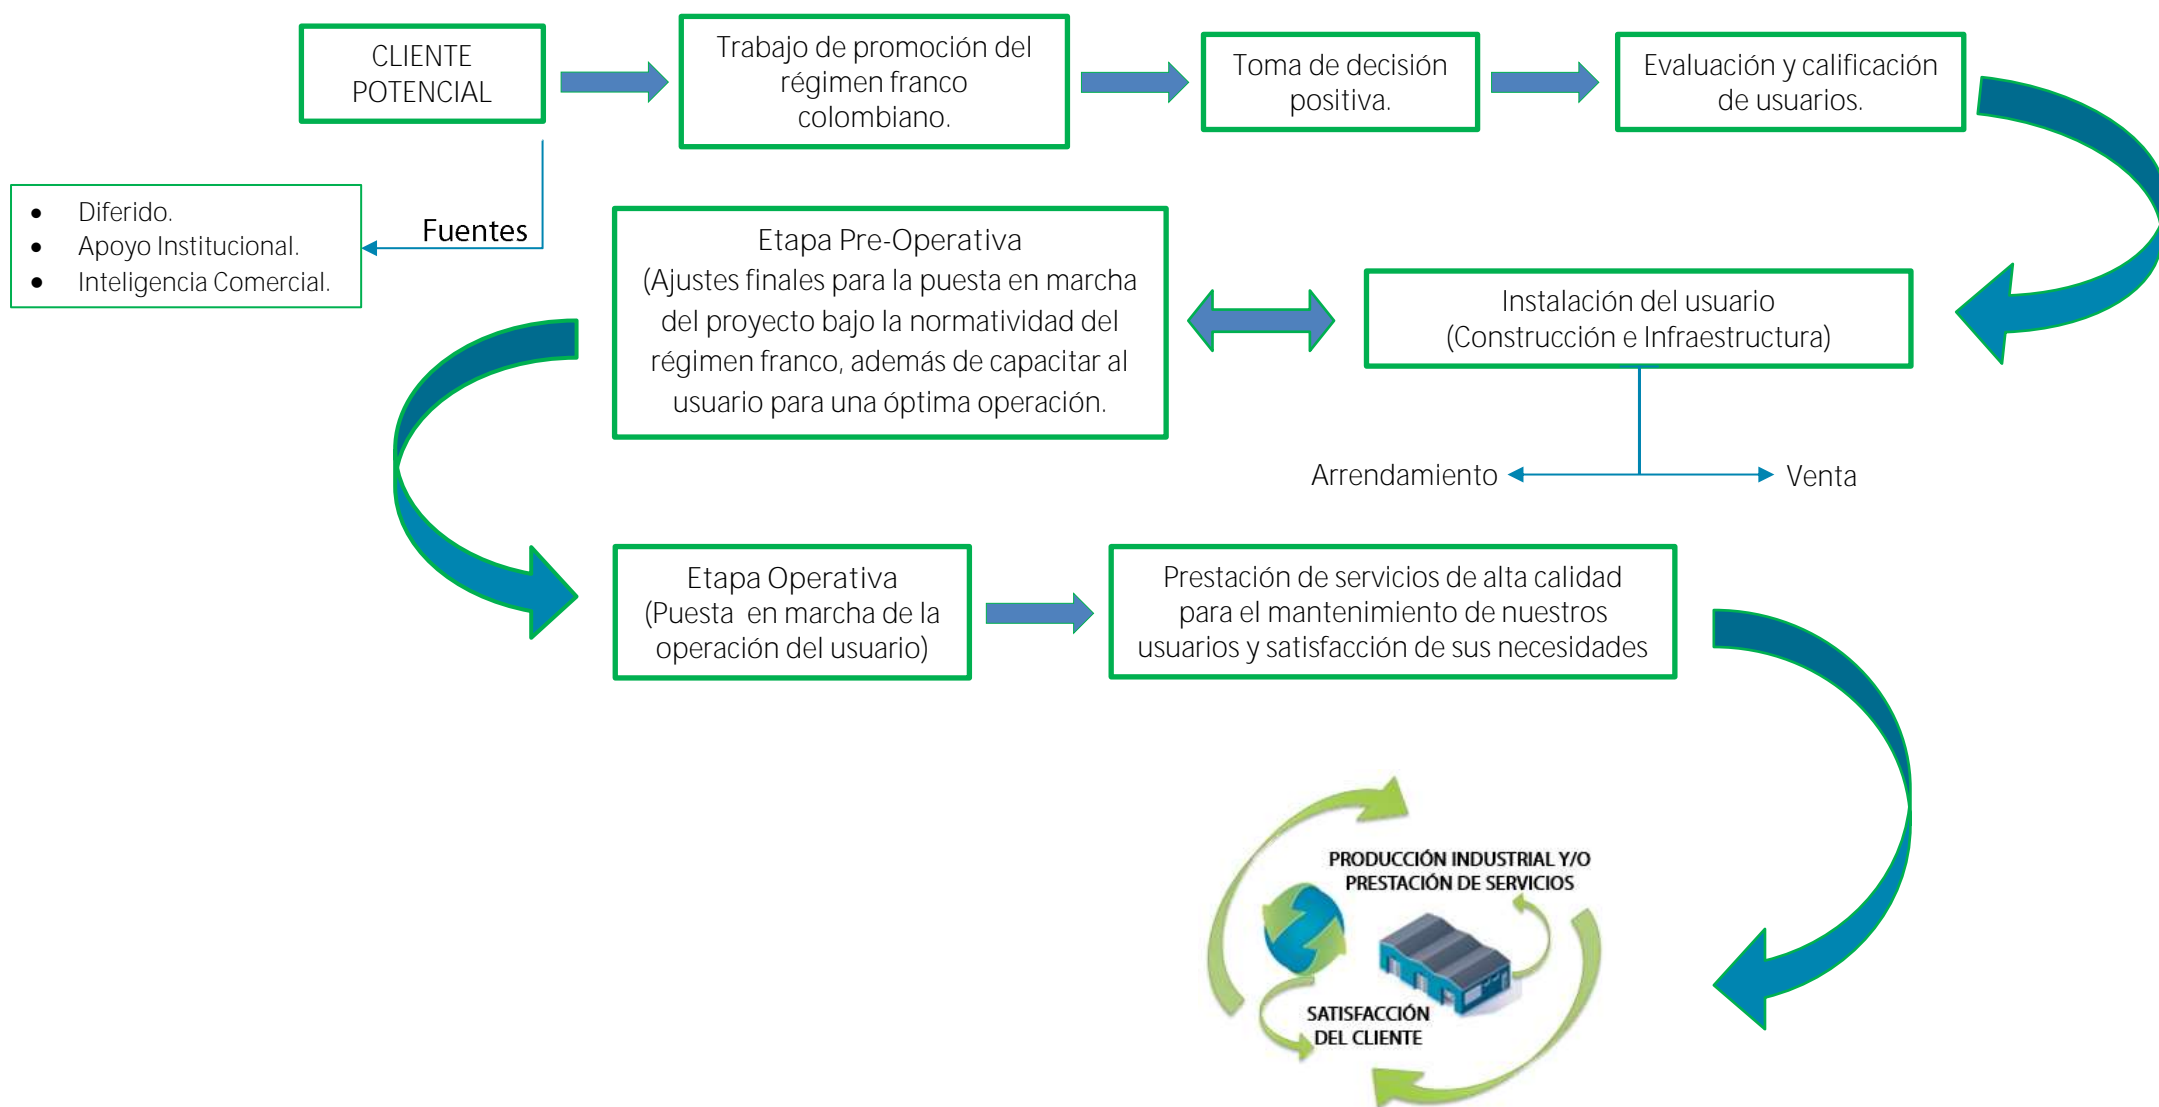 CLIENTE
POTENCIAL
Trabajo de promoción del
régimen franco
colombiano.
Toma de decisión
positiva.
Evaluación y calificación
de usuarios.
Fuentes
• Diferido.
• Apoyo Institucional.
• Inteligencia Comercial.
Instalación del usuario
(Construcción e Infraestructura)
Arrendamiento
Venta
Etapa Pre-Operativa
(Ajustes finales para la puesta en marcha
del proyecto bajo la normatividad del
régimen franco, además de capacitar al
usuario para una óptima operación.
Etapa Operativa
(Puesta en marcha de la
operación del usuario)
Prestación de servicios de alta calidad
para el mantenimiento de nuestros
usuarios y satisfacción de sus necesidades
PRODUCCIÓN INDUSTRIAL Y/O
PRESTACIÓN DE SERVICIOS
SATISFACCIÓN
DEL CLIENTE